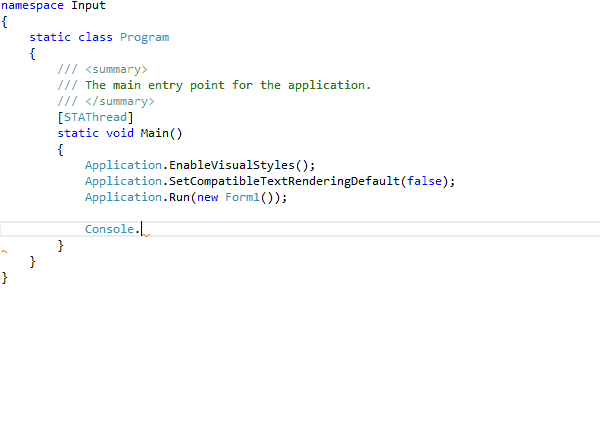 namespace Input
{
static class Program
{
/// <summary>
/// The main entry point for the application.
/// </summary>
[STAThread]
static void Main()
{
Application.EnableVisualStyles();
Application.SetCompatibleTextRenderingDefault(false);
Application.Run(new Form1());
Console.
}
}
}